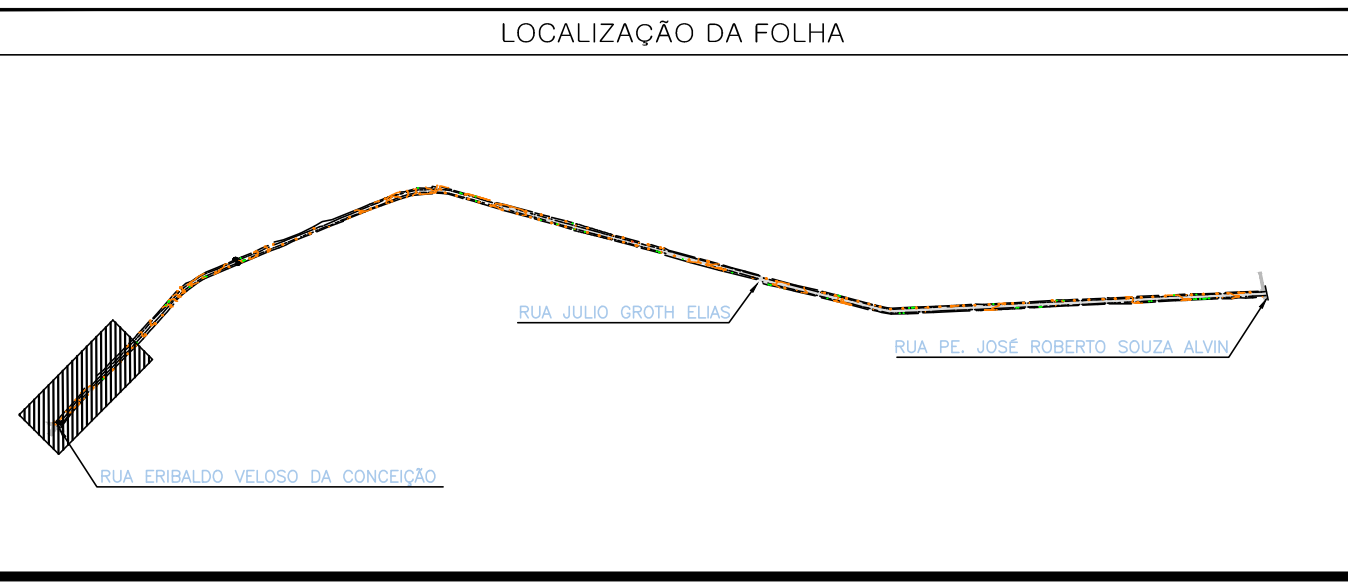 LOCALIZAÇÃO DA FOLHA
RUA JULIO GROTH ELIAS
RUA PE. JOSÉ ROBERTO SOUZA ALVIN
RUA ERIBALDO VELOSO DA CONCEIÇÃO